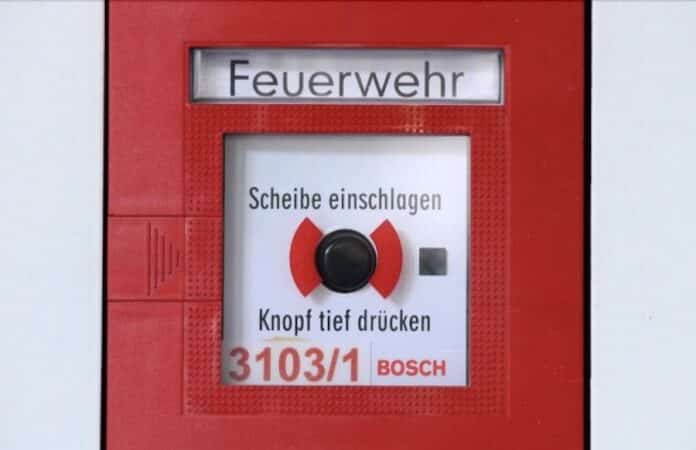 Feuerwehr
Scheibe einschlagen
Knopf tief drücken
3103/1 BOSCH